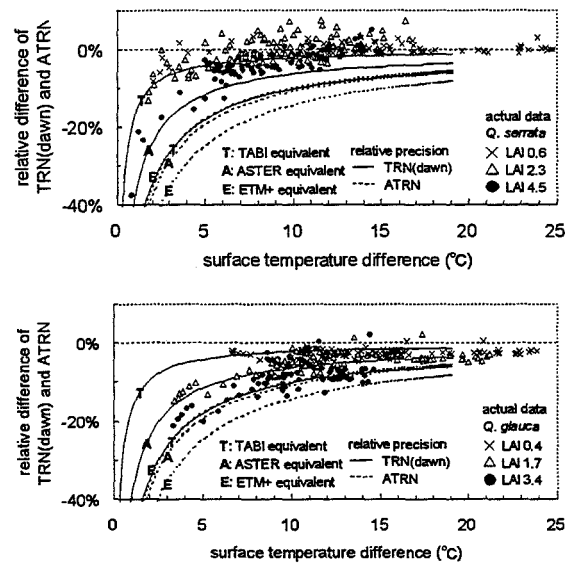 relative difference of
TRN(dawn) and ATRN
0%
-20%
-40%
T
A
T
A
E
E
T: TABI equivalent
A: ASTER equivalent
E: ETM+ equivalent
relative precision
TRN(dawn)
ATRN
actual data
Q. serrata
LAI 0.6
LAI 2.3
LAI 4.5
0 5 10 15 20 25
surface temperature difference (°C)
relative difference of
TRN(dawn) and ATRN
0%
-20%
-40%
T
A
T
A
E
E
T: TABI equivalent
A: ASTER equivalent
E: ETM+ equivalent
relative precision
TRN(dawn)
ATRN
actual data
Q. glauca
LAI 0.4
LAI 1.7
LAI 3.4
0 5 10 15 20 25
surface temperature difference (°C)